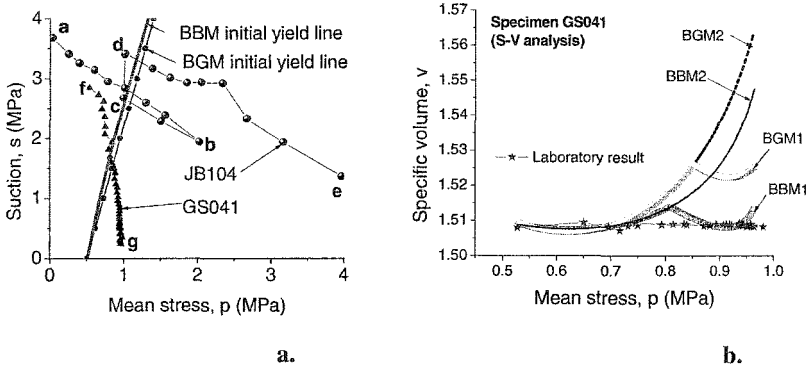 BBM initial yield line
BGM initial yield line
a
d
f
c
b
JB104
e
GS041
g
Suction, s (MPa)
5
4
3
2
1
0
0 1 2 3 4
Mean stress, p (MPa)
a.
Specimen GS041
(S-V analysis)
BGM2
BBM2
BGM1
BBM1
Laboratory result
Specific volume, v
1.57
1.56
1.55
1.54
1.53
1.52
1.51
1.50
0.5 0.6 0.7 0.8 0.9 1.0
Mean stress, p (MPa)
b.